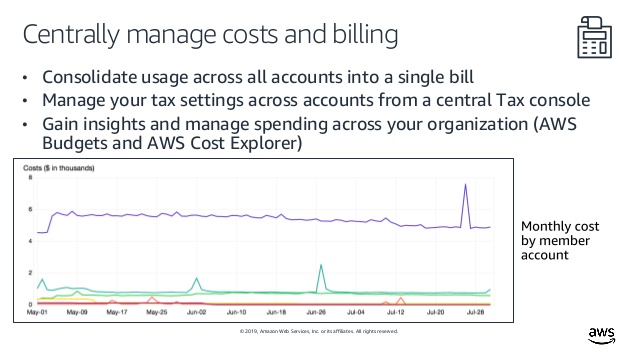 Centrally manage costs and billing
• Consolidate usage across all accounts into a single bill
• Manage your tax settings across accounts from a central Tax console
• Gain insights and manage spending across your organization (AWS
Budgets and AWS Cost Explorer)
Costs ($ in thousands)
8
6
4
2
0
May-01 May-09 May-17 May-25 Jun-02 Jun-10 Jun-18 Jun-26 Jul-04 Jul-12 Jul-20 Jul-28
Monthly cost
by member
account
© 2019, Amazon Web Services, Inc. or its affiliates. All rights reserved.
aws